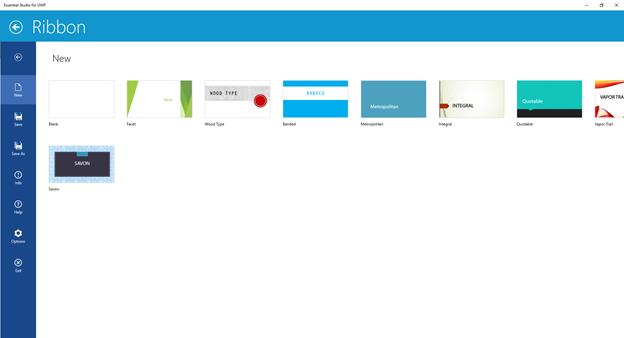 Essential Studio for UWP
Ribbon
New
New
Save
Save As
Info
Help
Options
Exit
Blank
Facet
Facet
WOOD TYPE
Wood Type
BANDED
Banded
Metropolitan
Metropolitan
INTEGRAL
Integral
Quotable
Quotable
VAPOR TRA
Vapor Trail
SAVON
Savon